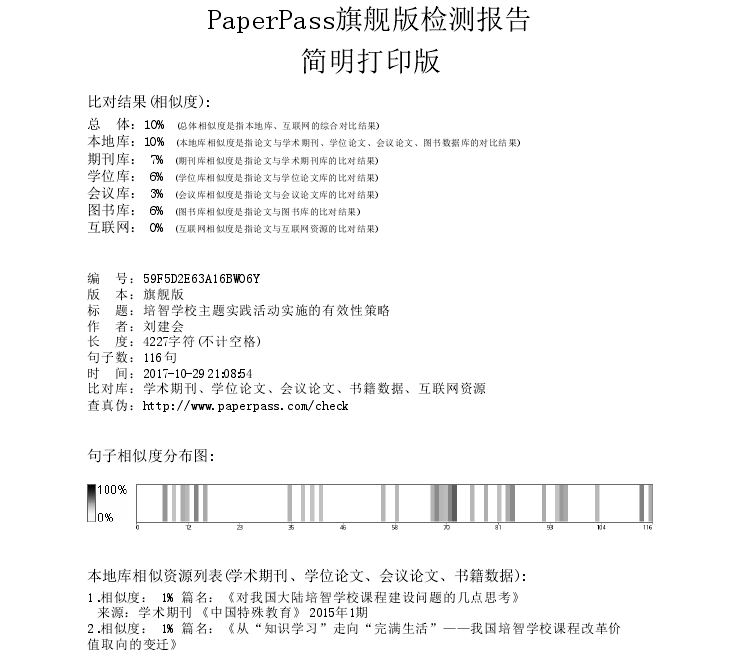 PaperPass旗舰版检测报告
简明打印版
比对结果(相似度):
总 体: 10% (总体相似度是指本地库、互联网的综合对比结果)
本地库: 10% (本地库相似度是指论文与学术期刊、学位论文、会议论文、图书数据库的对比结果)
期刊库: 7% (期刊库相似度是指论文与学术期刊库的比对结果)
学位库: 6% (学位库相似度是指论文与学位论文库的比对结果)
会议库: 3% (会议库相似度是指论文与会议论文库的比对结果)
图书库: 6% (图书库相似度是指论文与图书库的比对结果)
互联网: 0% (互联网相似度是指论文与互联网资源的比对结果)
编 号: 59F5D2E63A16BWO6Y
版 本: 旗舰版
标 题: 培智学校主题实践活动实施的有效性策略
作 者: 刘建会
长 度: 4227字符(不计空格)
句子数: 116句
时 间: 2017-10-29 21:08:54
比对库: 学术期刊、学位论文、会议论文、书籍数据、互联网资源
查真伪: http://www.paperpass.com/check
句子相似度分布图:
100%
0%
0 12 23 35 46 58 70 81 93 104 116
本地库相似资源列表(学术期刊、学位论文、会议论文、书籍数据):
1.相似度: 1% 篇名: 《对我国大陆培智学校课程建设问题的几点思考》
来源: 学术期刊 《中国特殊教育》 2015年1期
2.相似度: 1% 篇名: 《从“知识学习”走向“完满生活”——我国培智学校课程改革价
值取向的变迁》